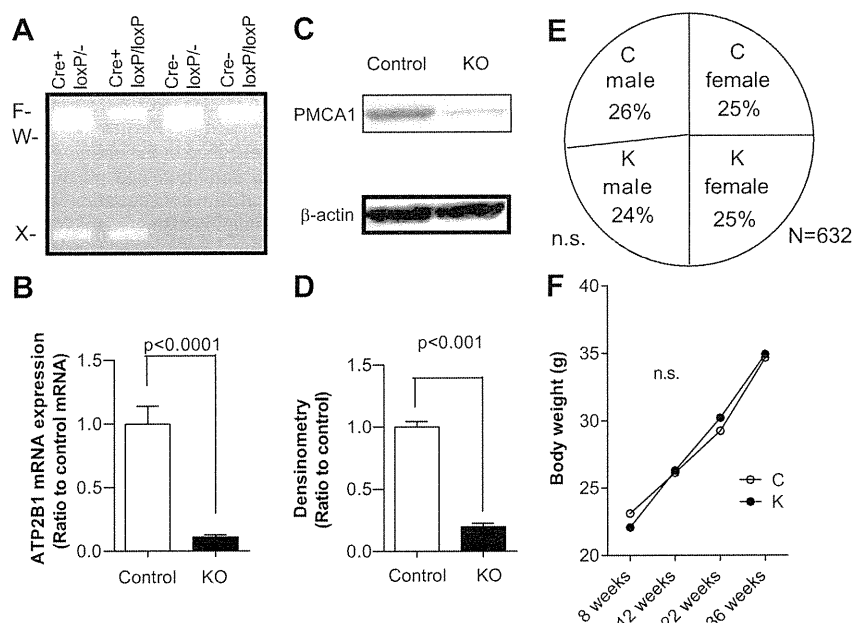 A
Cre+ loxP/-
Cre+ loxP/loxP
Cre- loxP/-
Cre- loxP/loxP
F-
W-
X-
B
p<0.0001
ATP2B1 mRNA expression
(Ratio to control mRNA)
1.5
1.0
0.5
0.0
Control KO
C
Control KO
PMCA1
β-actin
D
p<0.001
Densinometry
(Ratio to control)
1.5
1.0
0.5
0.0
Control KO
E
C
male
26%
C
female
25%
K
male
24%
K
female
25%
n.s.
N=632
F
Body weight (g)
40
35
30
25
20
n.s.
C
K
8 weeks
12 weeks
22 weeks
36 weeks